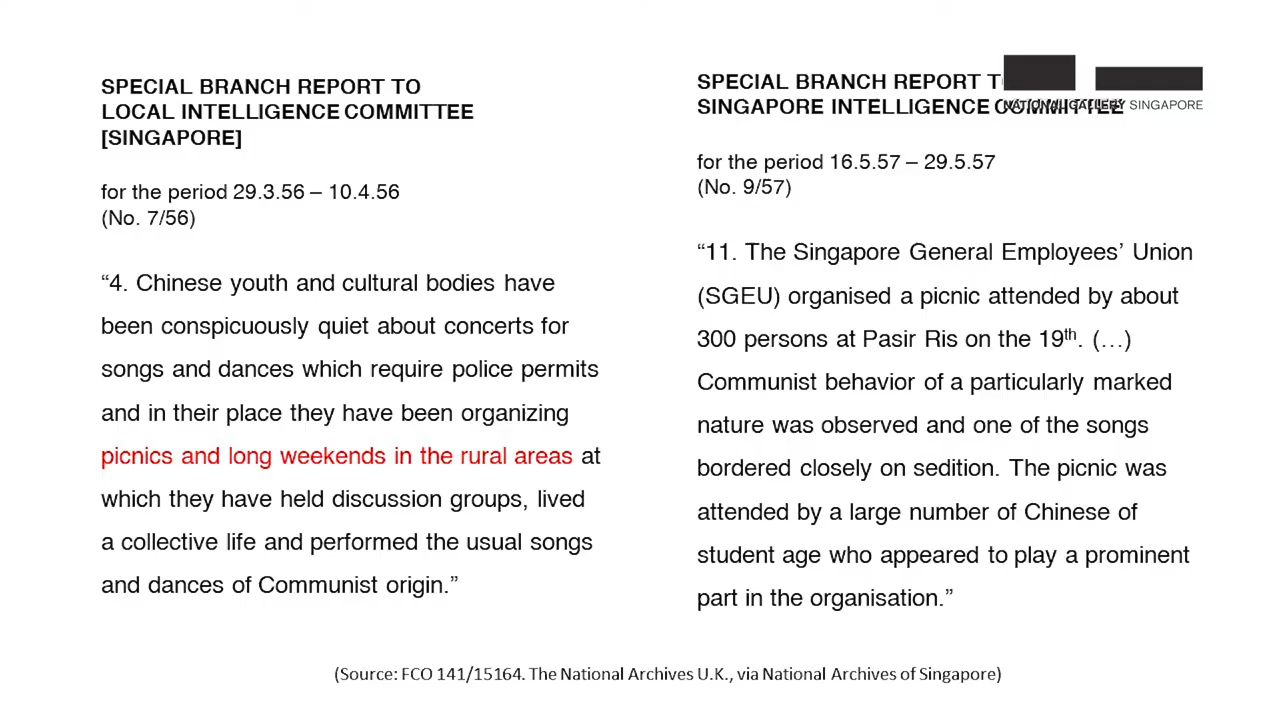 SPECIAL BRANCH REPORT TO
LOCAL INTELLIGENCE COMMITTEE
[SINGAPORE]
for the period 29.3.56 – 10.4.56
(No. 7/56)
“4. Chinese youth and cultural bodies have
been conspicuously quiet about concerts for
songs and dances which require police permits
and in their place they have been organizing
picnics and long weekends in the rural areas at
which they have held discussion groups, lived
a collective life and performed the usual songs
and dances of Communist origin.”
SPECIAL BRANCH REPORT
SINGAPORE INTELLIGENCE COMMITTEE
NATIONAL GALLERY SINGAPORE
for the period 16.5.57 – 29.5.57
(No. 9/57)
“11. The Singapore General Employees’ Union
(SGEU) organised a picnic attended by about
300 persons at Pasir Ris on the 19th. (…)
Communist behavior of a particularly marked
nature was observed and one of the songs
bordered closely on sedition. The picnic was
attended by a large number of Chinese of
student age who appeared to play a prominent
part in the organisation.”
(Source: FCO 141/15164. The National Archives U.K., via National Archives of Singapore)